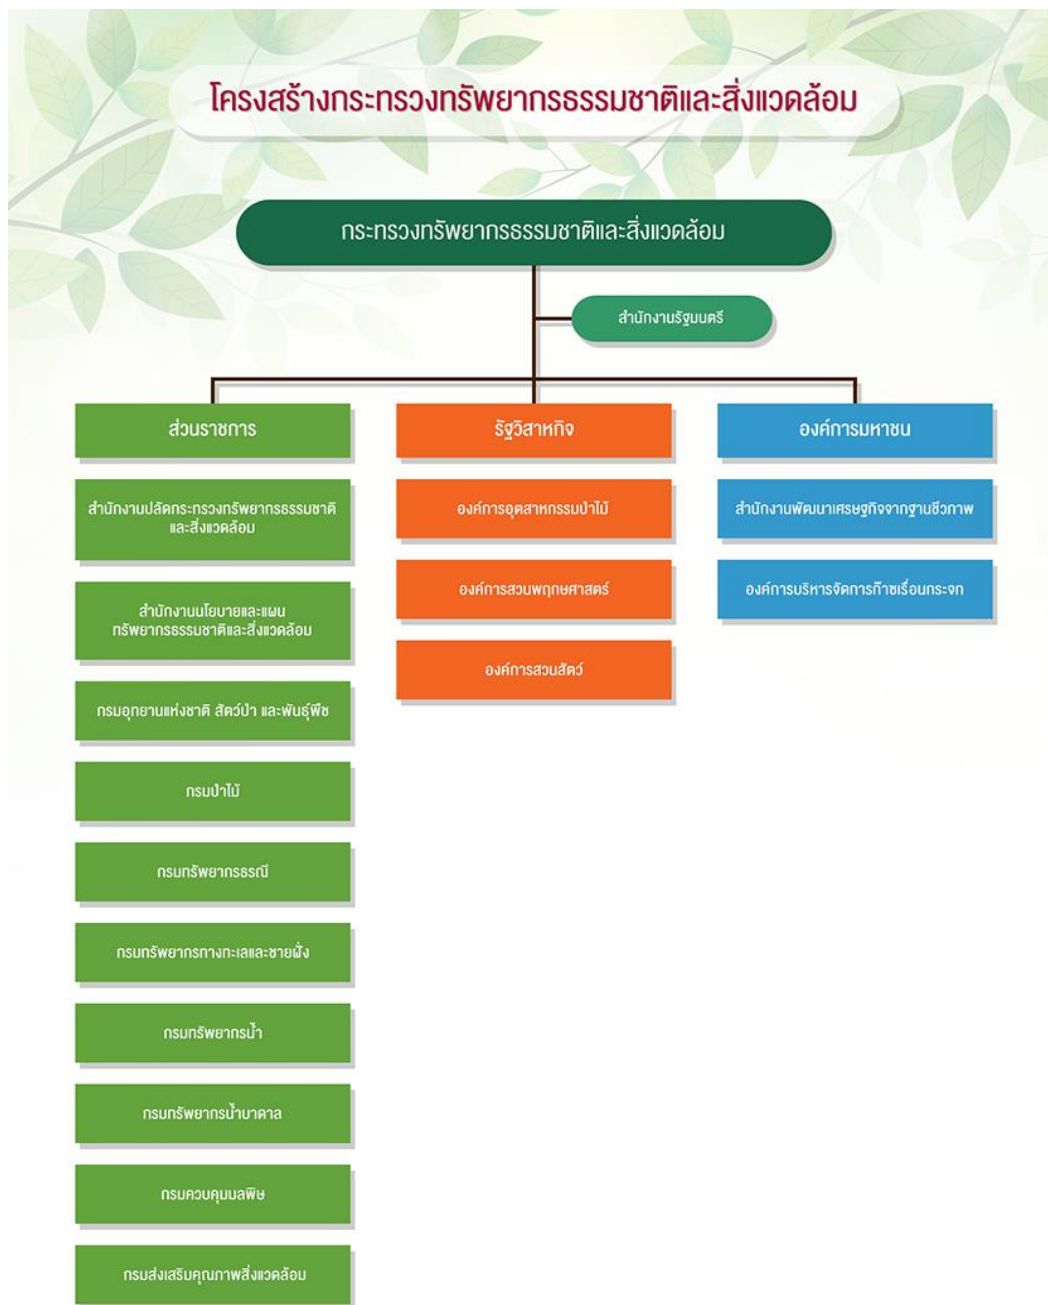 โครงสร้างกระทรวงทรัพยากรธรรมชาติและสิ่งแวดล้อม
กระทรวงทรัพยากรธรรมชาติและสิ่งแวดล้อม
สำนักงานรัฐมนตรี
ส่วนราชการ
สำนักงานปลัดกระทรวงทรัพยากรธรรมชาติ
และสิ่งแวดล้อม
สำนักงานนโยบายและแผน
ทรัพยากรธรรมชาติและสิ่งแวดล้อม
กรมอุทยานแห่งชาติ สัตว์ป่า และพันธุ์พืช
กรมป่าไม้
กรมทรัพยากรธรณี
กรมทรัพยากรทางทะเลและชายฝั่ง
กรมทรัพยากรน้ำ
กรมทรัพยากรน้ำบาดาล
กรมควบคุมมลพิษ
กรมส่งเสริมคุณภาพสิ่งแวดล้อม
รัฐวิสาหกิจ
องค์การอุตสาหกรรมป่าไม้
องค์การสวนพฤกษศาสตร์
องค์การสวนสัตว์
องค์การมหาชน
สำนักงานพัฒนาเศรษฐกิจจากฐานชีวภาพ
องค์การบริหารจัดการก๊าซเรือนกระจก